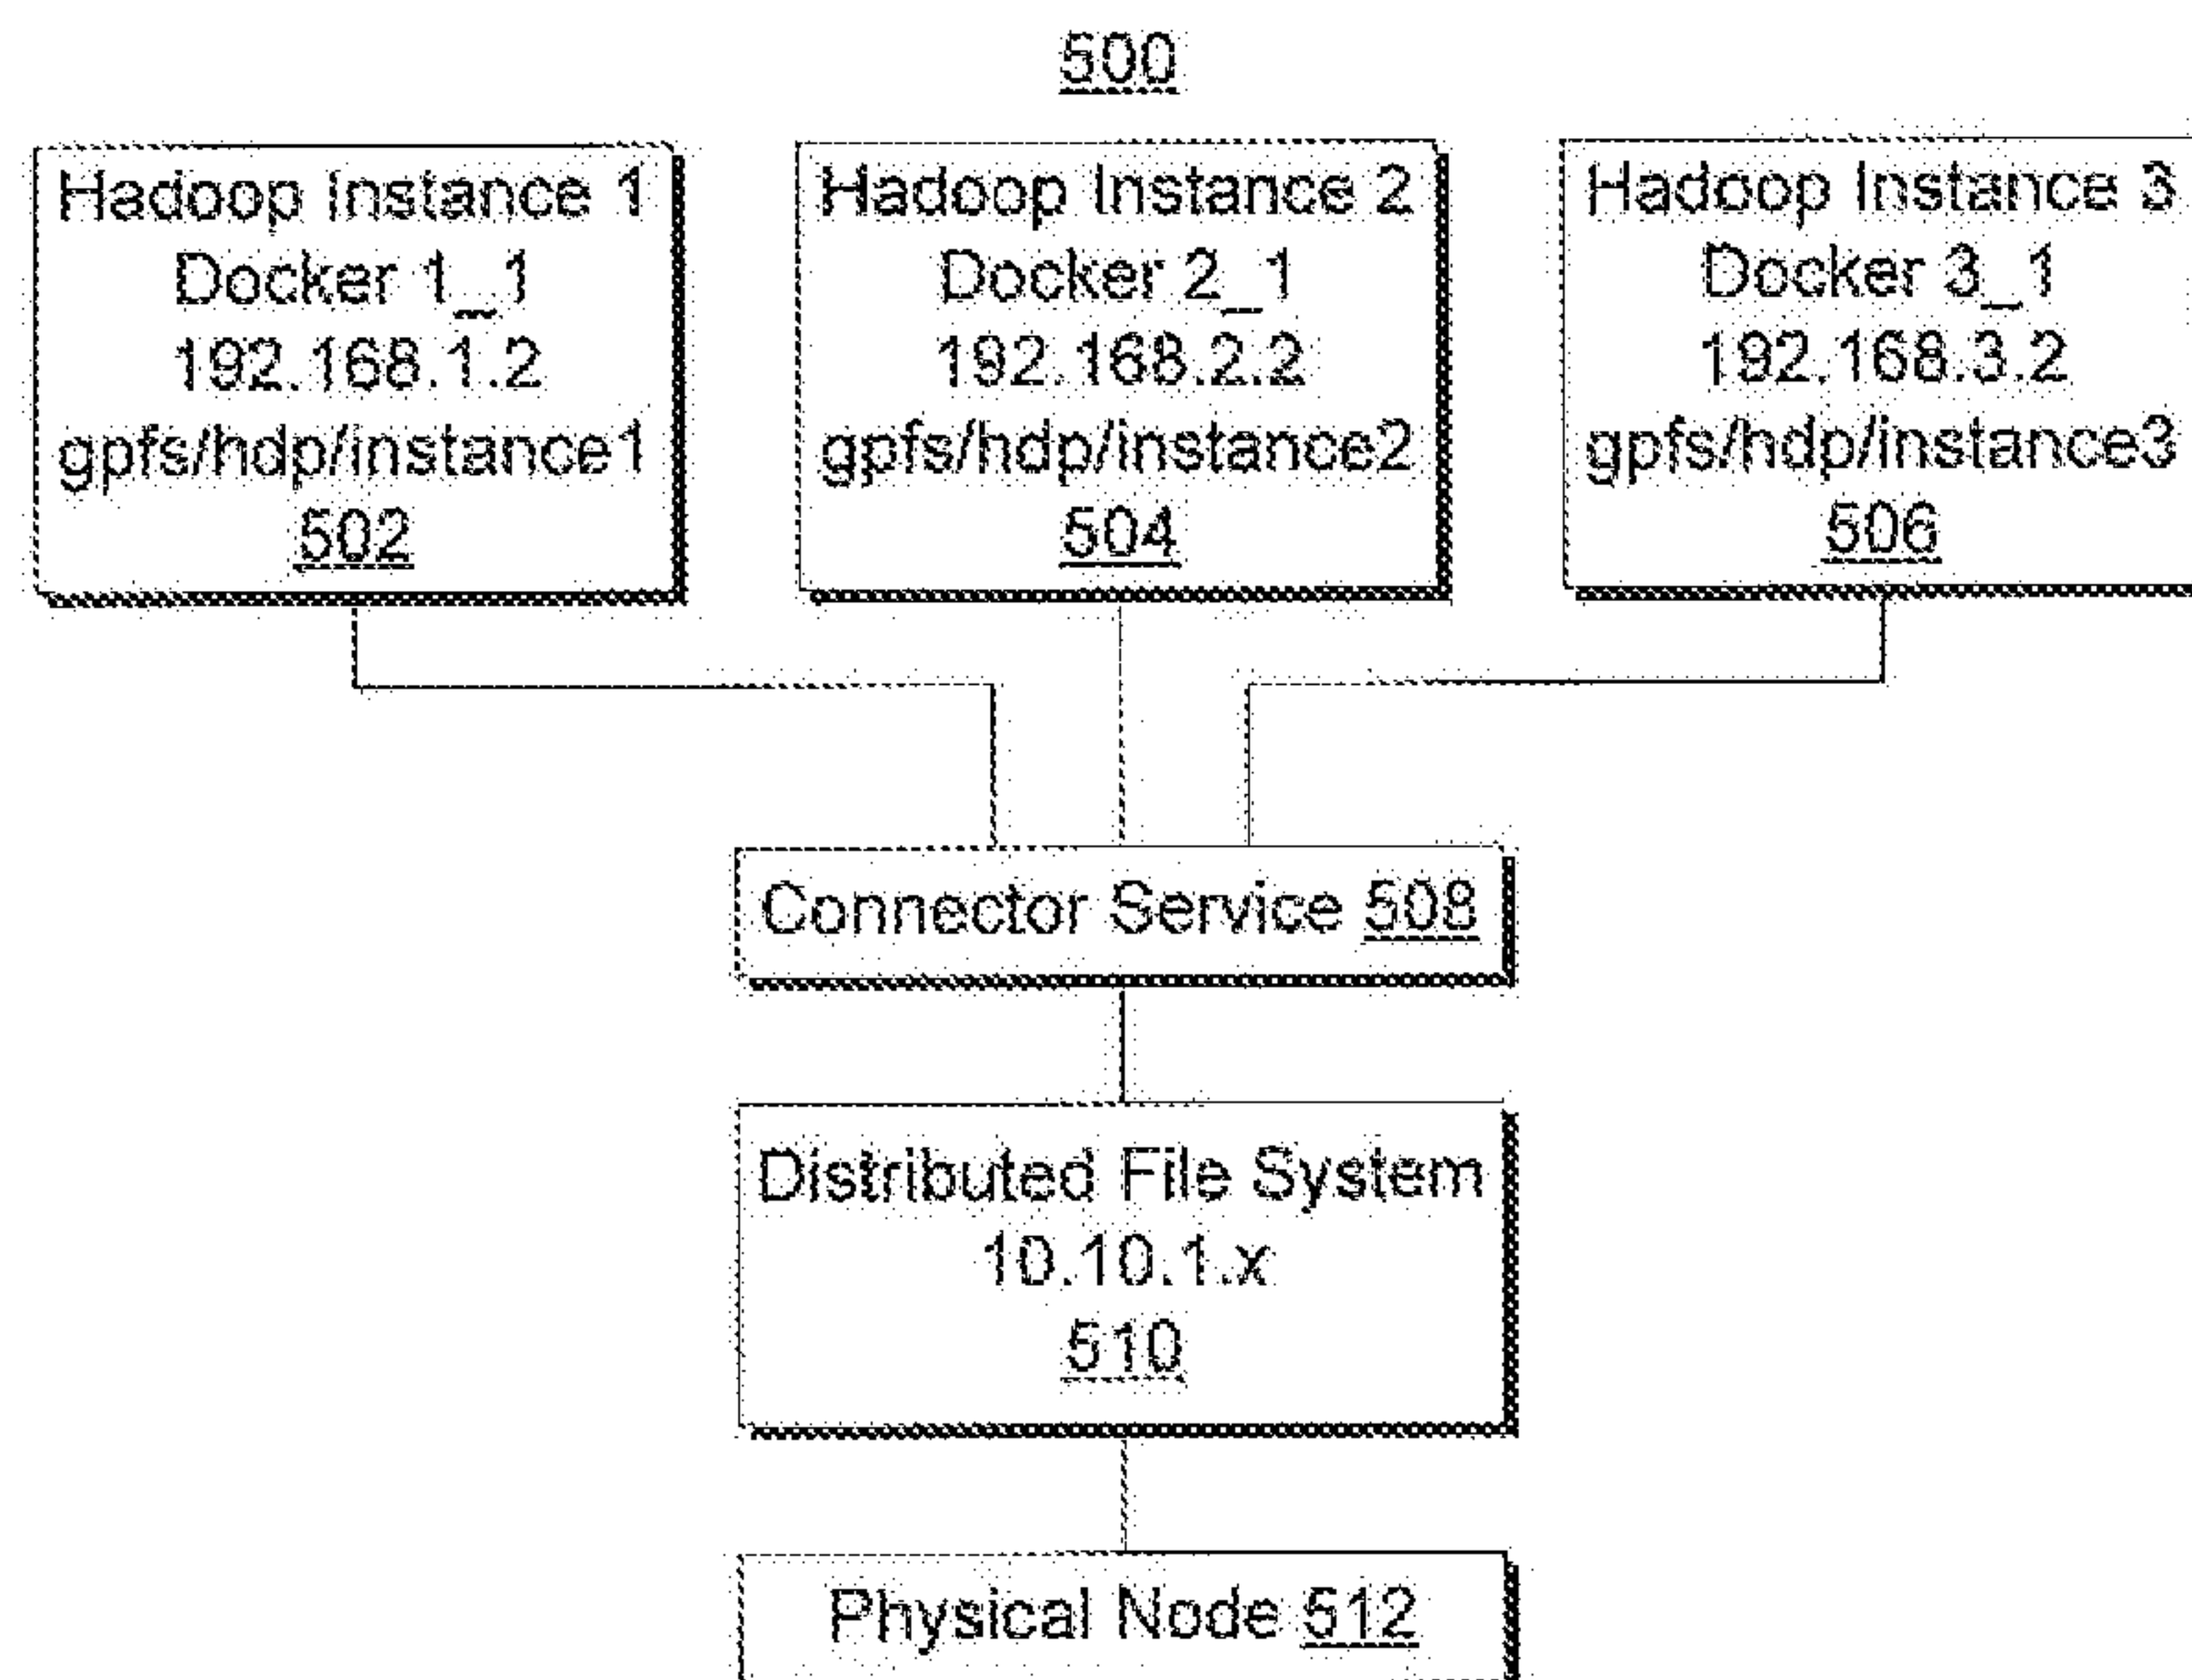 500
Hadoop Instance 1
Docker 1_1
192.168.1.2
gpfs/hdp/instance1
502
Hadoop Instance 2
Docker 2_1
192.168.2.2
gpfs/hdp/instance2
504
Hadoop Instance 3
Docker 3_1
192.168.3.2
gpfs/hdp/instance3
506
Connector Service 508
Distributed File System
10.10.1.x
510
Physical Node 512